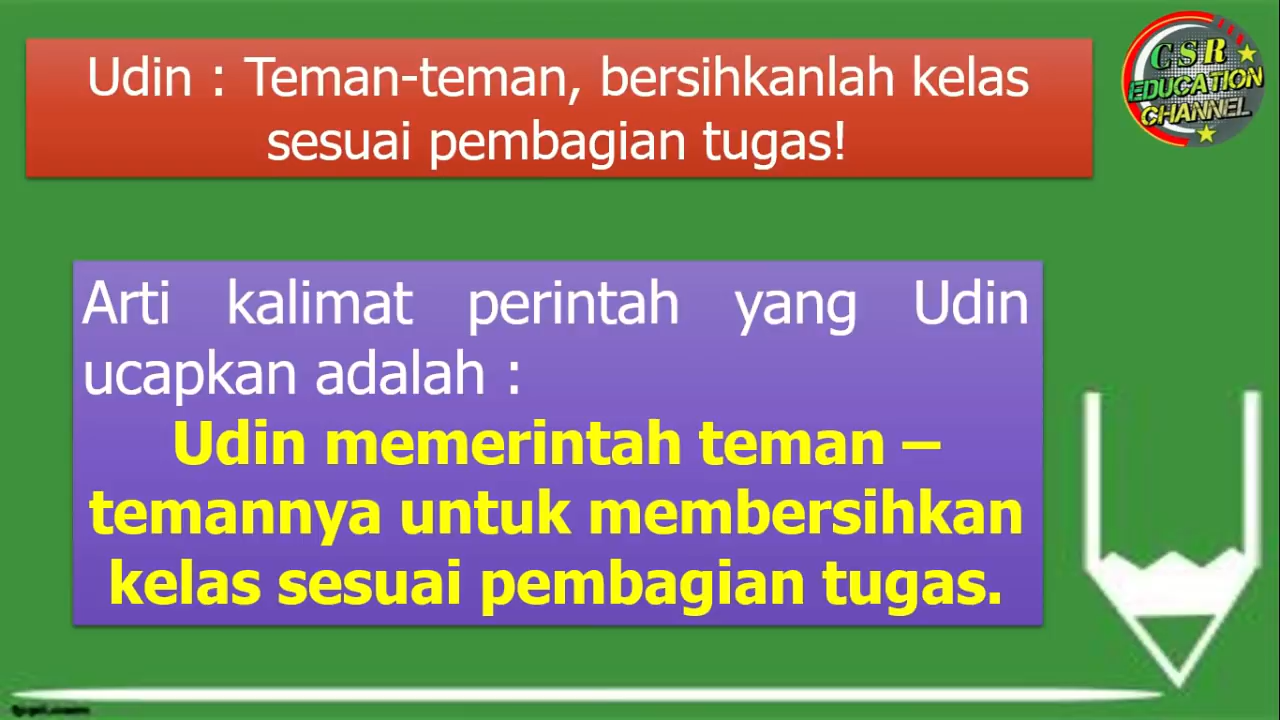 Udin : Teman-teman, bersihkanlah kelas
sesuai pembagian tugas!
CSR
EDUCATION
CHANNEL
Arti kalimat perintah yang Udin
ucapkan adalah :
Udin memerintah teman –
temannya untuk membersihkan
kelas sesuai pembagian tugas.